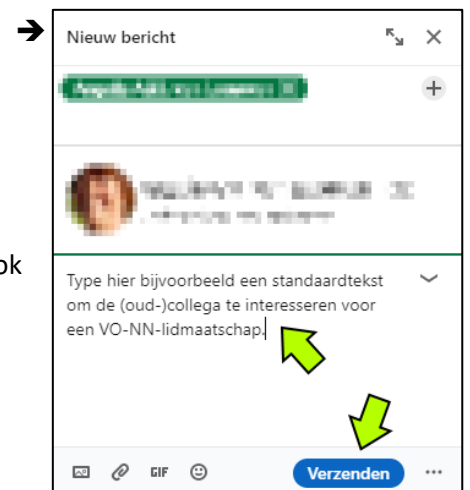 Nieuw bericht
ok
Type hier bijvoorbeeld een standaardtekst
om de (oud-)collega te interesseren voor
een VO-NN-lidmaatschap.
GIF
Verzenden